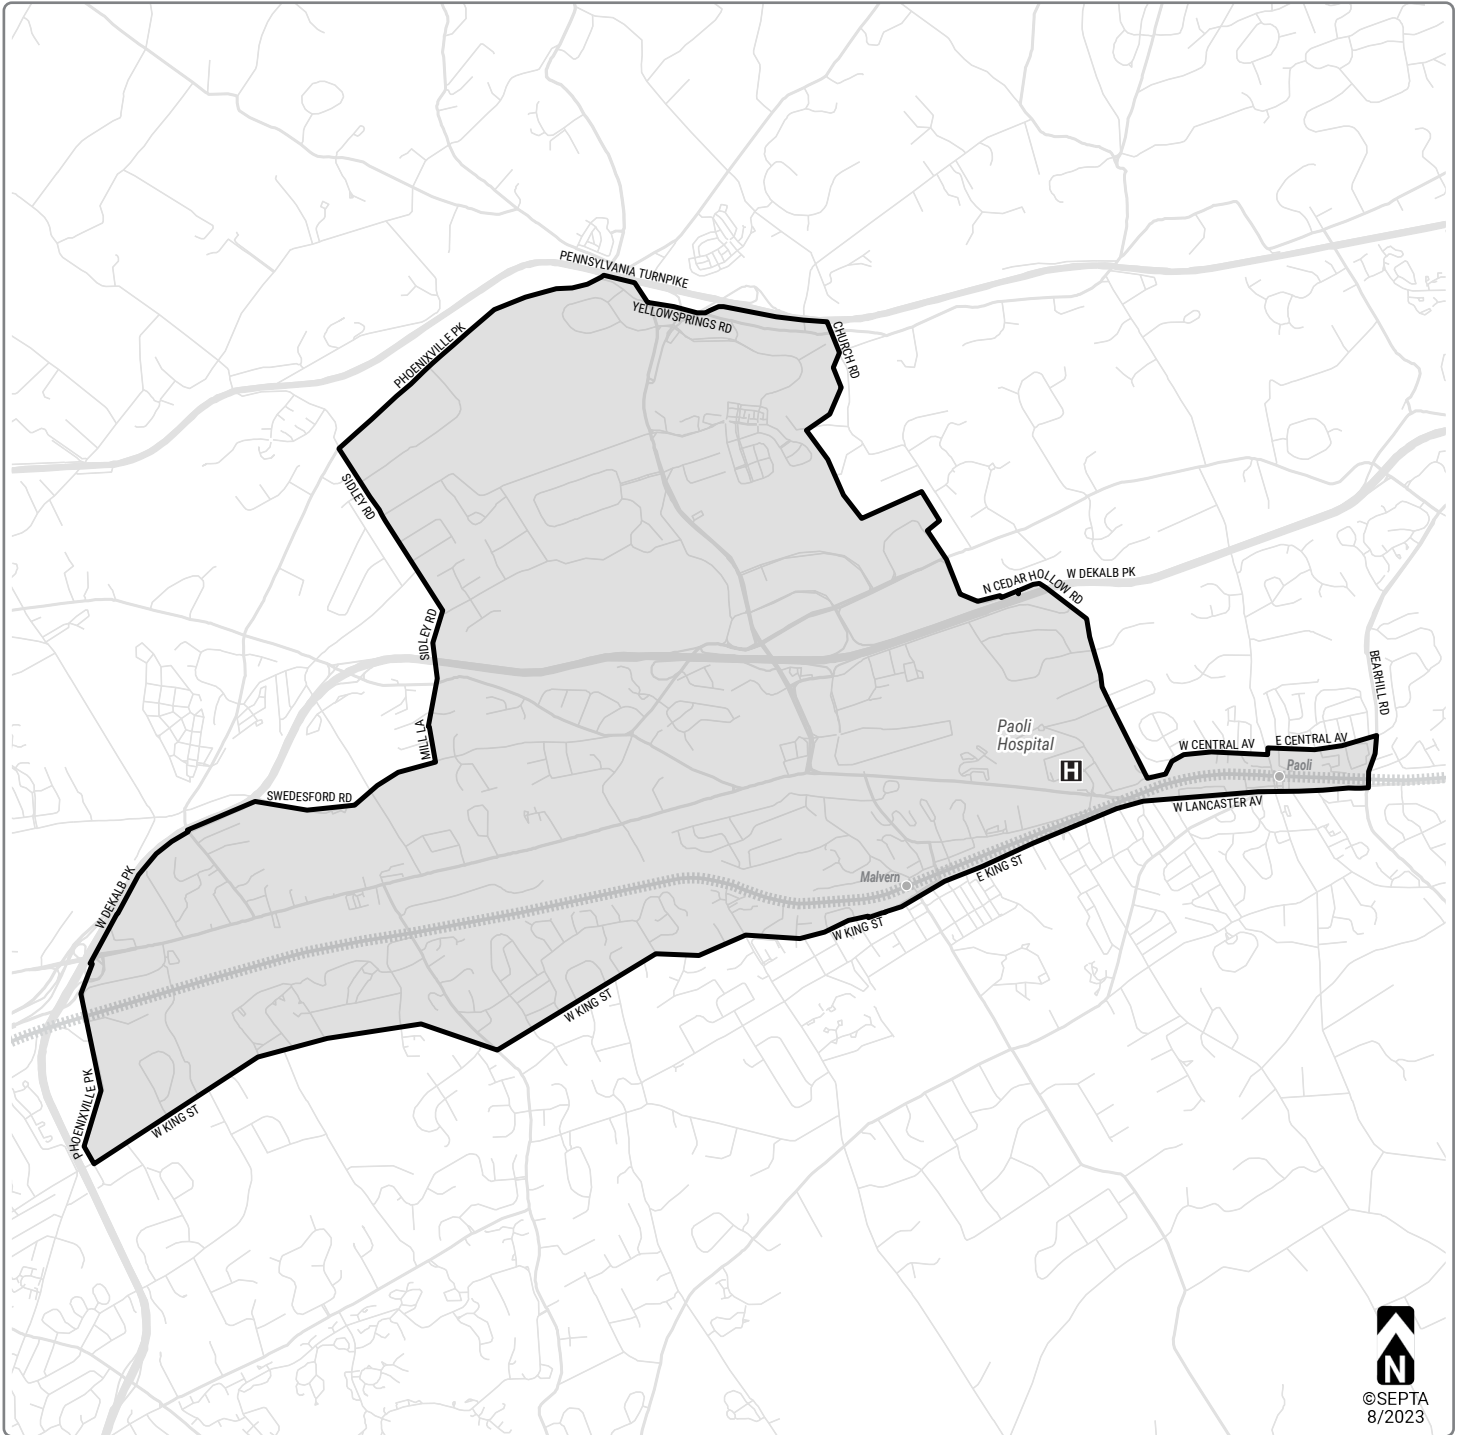 PENNSYLVANIA TURNPIKE
YELLOWSPRINGS RD
CHURCH RD
PHOENIXVILLE PK
SIDLEY RD
N CEDAR HOLLOW RD
W DEKALB PK
SIDLEY RD
BEARHILL RD
MILL LA
Paoli
Hospital
H
W CENTRAL AV
E CENTRAL AV
Paoli
SWEDESFORD RD
W LANCASTER AV
E KING ST
Malvern
W DEKALB PK
W KING ST
W KING ST
PHOENIXVILLE PK
W KING ST
N
©SEPTA
8/2023